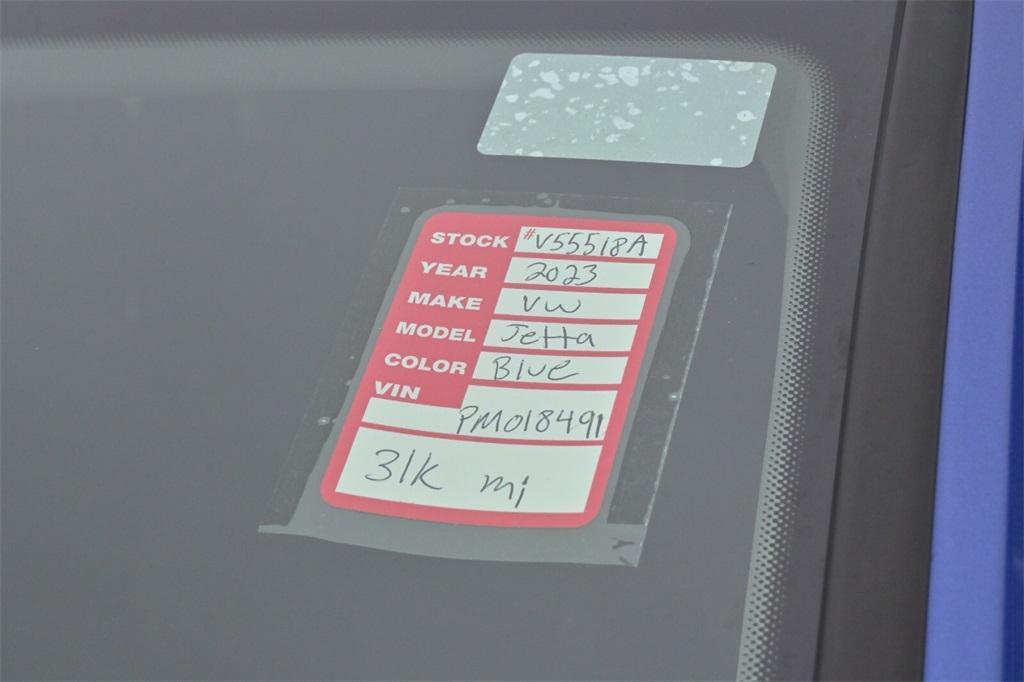 STOCK #V55518A
YEAR 2023
MAKE VW
MODEL Jetta
COLOR Blue
VIN
PM018491
31k mi